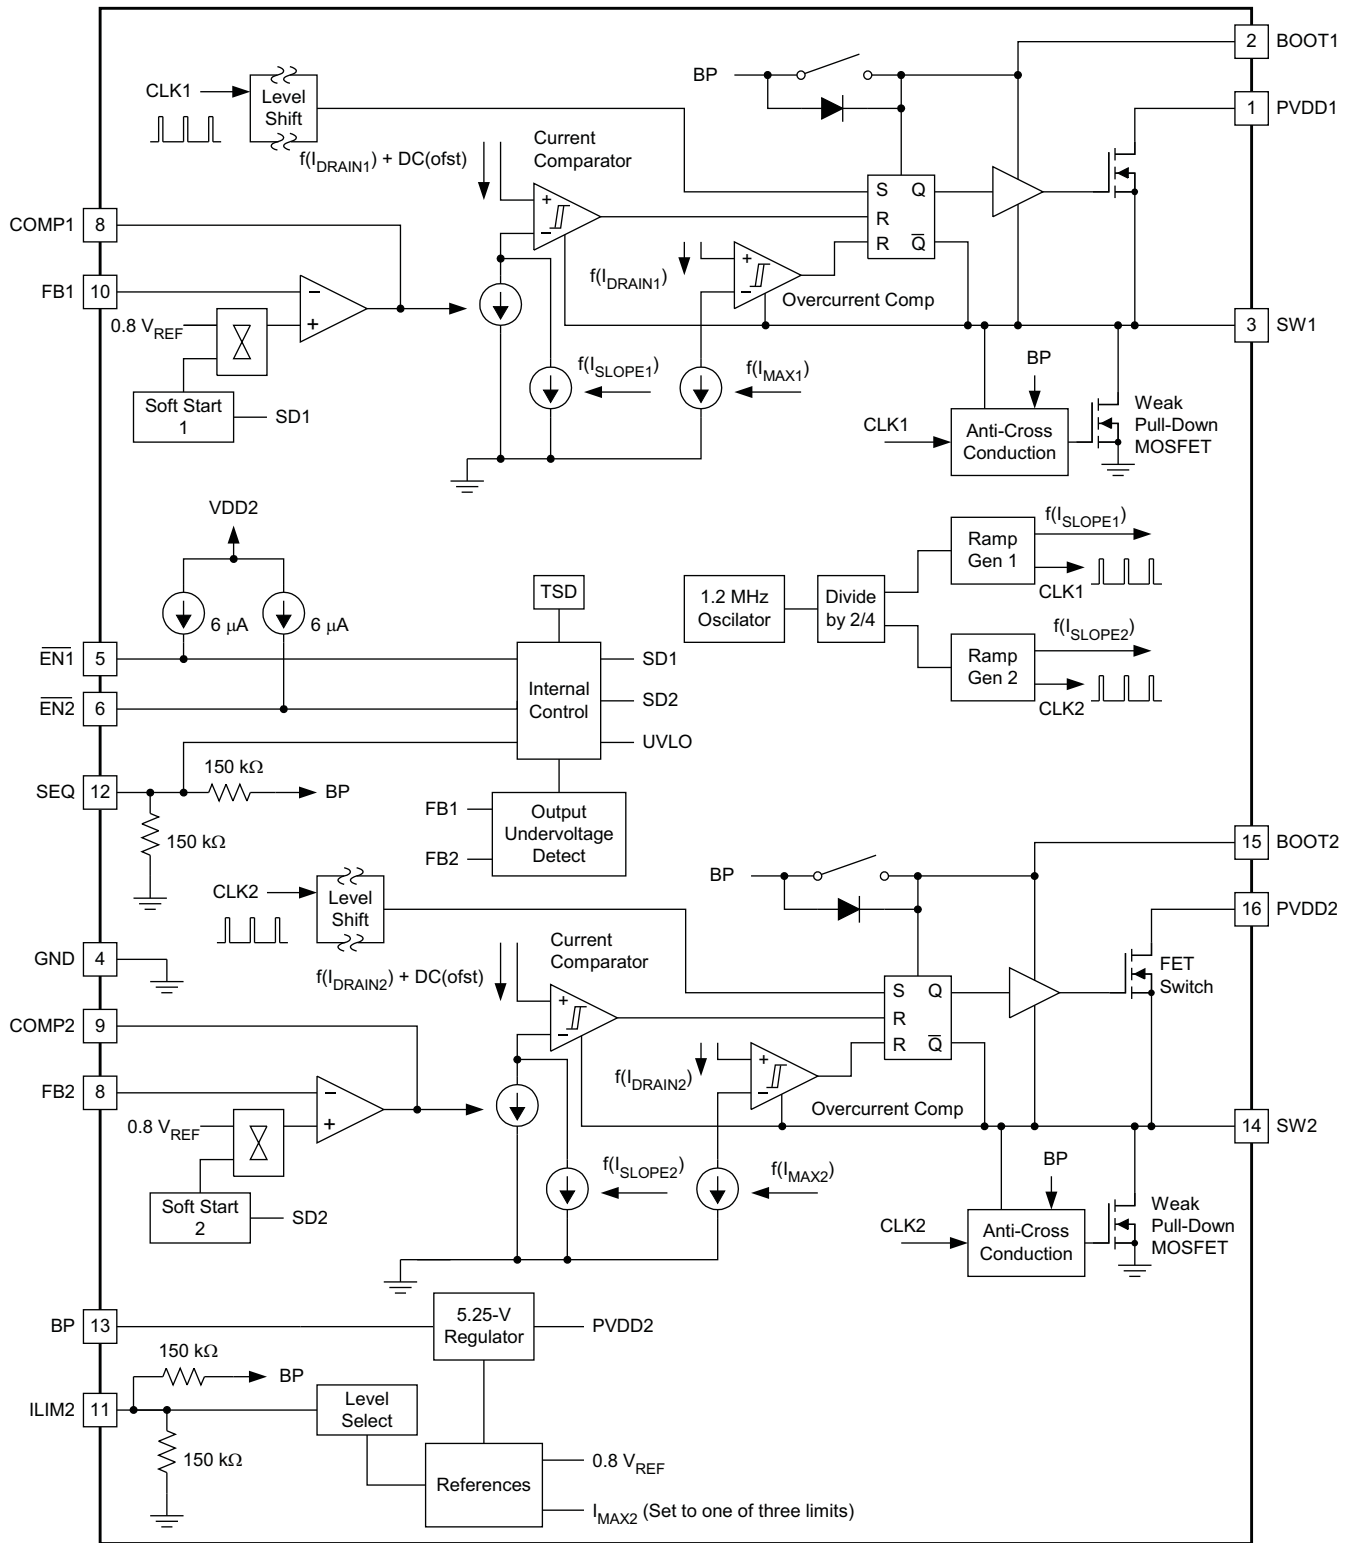 2 BOOT1
BP
CLK1
Level
Shift
1 PVDD1
f(IDRAIN1) + DC(ofst)
Current
Comparator
+
−
S Q
R
R Q̅
COMP1 8
FB1 10
−
+
0.8 VREF
Soft Start
1
SD1
f(IDRAIN1)
+
−
Overcurrent Comp
3 SW1
f(ISLOPE1)
f(IMAX1)
BP
CLK1
Anti-Cross
Conduction
Weak
Pull-Down
MOSFET
VDD2
6 µA
6 µA
TSD
1.2 MHz
Oscilator
Divide
by 2/4
Ramp
Gen 1
f(ISLOPE1)
CLK1
Ramp
Gen 2
f(ISLOPE2)
CLK2
E̅N̅1̅ 5
E̅N̅2̅ 6
Internal
Control
SD1
SD2
UVLO
SEQ 12
150 kΩ
BP
150 kΩ
FB1
FB2
Output
Undervoltage
Detect
15 BOOT2
BP
CLK2
Level
Shift
16 PVDD2
GND 4
f(IDRAIN2) + DC(ofst)
Current
Comparator
+
−
S Q
R
R Q̅
FET
Switch
COMP2 9
FB2 8
−
+
0.8 VREF
Soft Start
2
SD2
f(IDRAIN2)
+
−
Overcurrent Comp
14 SW2
f(ISLOPE2)
f(IMAX2)
BP
CLK2
Anti-Cross
Conduction
Weak
Pull-Down
MOSFET
BP 13
5.25-V
Regulator
PVDD2
150 kΩ
BP
ILIM2 11
Level
Select
150 kΩ
References
0.8 VREF
IMAX2 (Set to one of three limits)